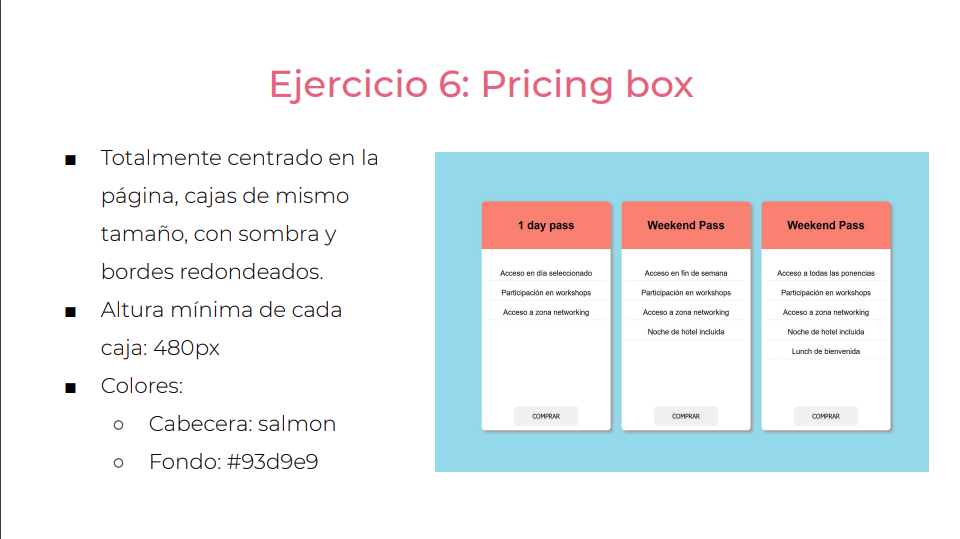 Ejercicio 6: Pricing box
■ Totalmente centrado en la
página, cajas de mismo
tamaño, con sombra y
bordes redondeados.
■ Altura mínima de cada
caja: 480px
■ Colores:
○ Cabecera: salmon
○ Fondo: #93d9e9
1 day pass
Acceso en día seleccionado
Participación en workshops
Acceso a zona networking
COMPRAR
Weekend Pass
Acceso en fin de semana
Participación en workshops
Acceso a zona networking
Noche de hotel incluida
COMPRAR
Weekend Pass
Acceso a todas las ponencias
Participación en workshops
Acceso a zona networking
Noche de hotel incluida
Lunch de bienvenida
COMPRAR